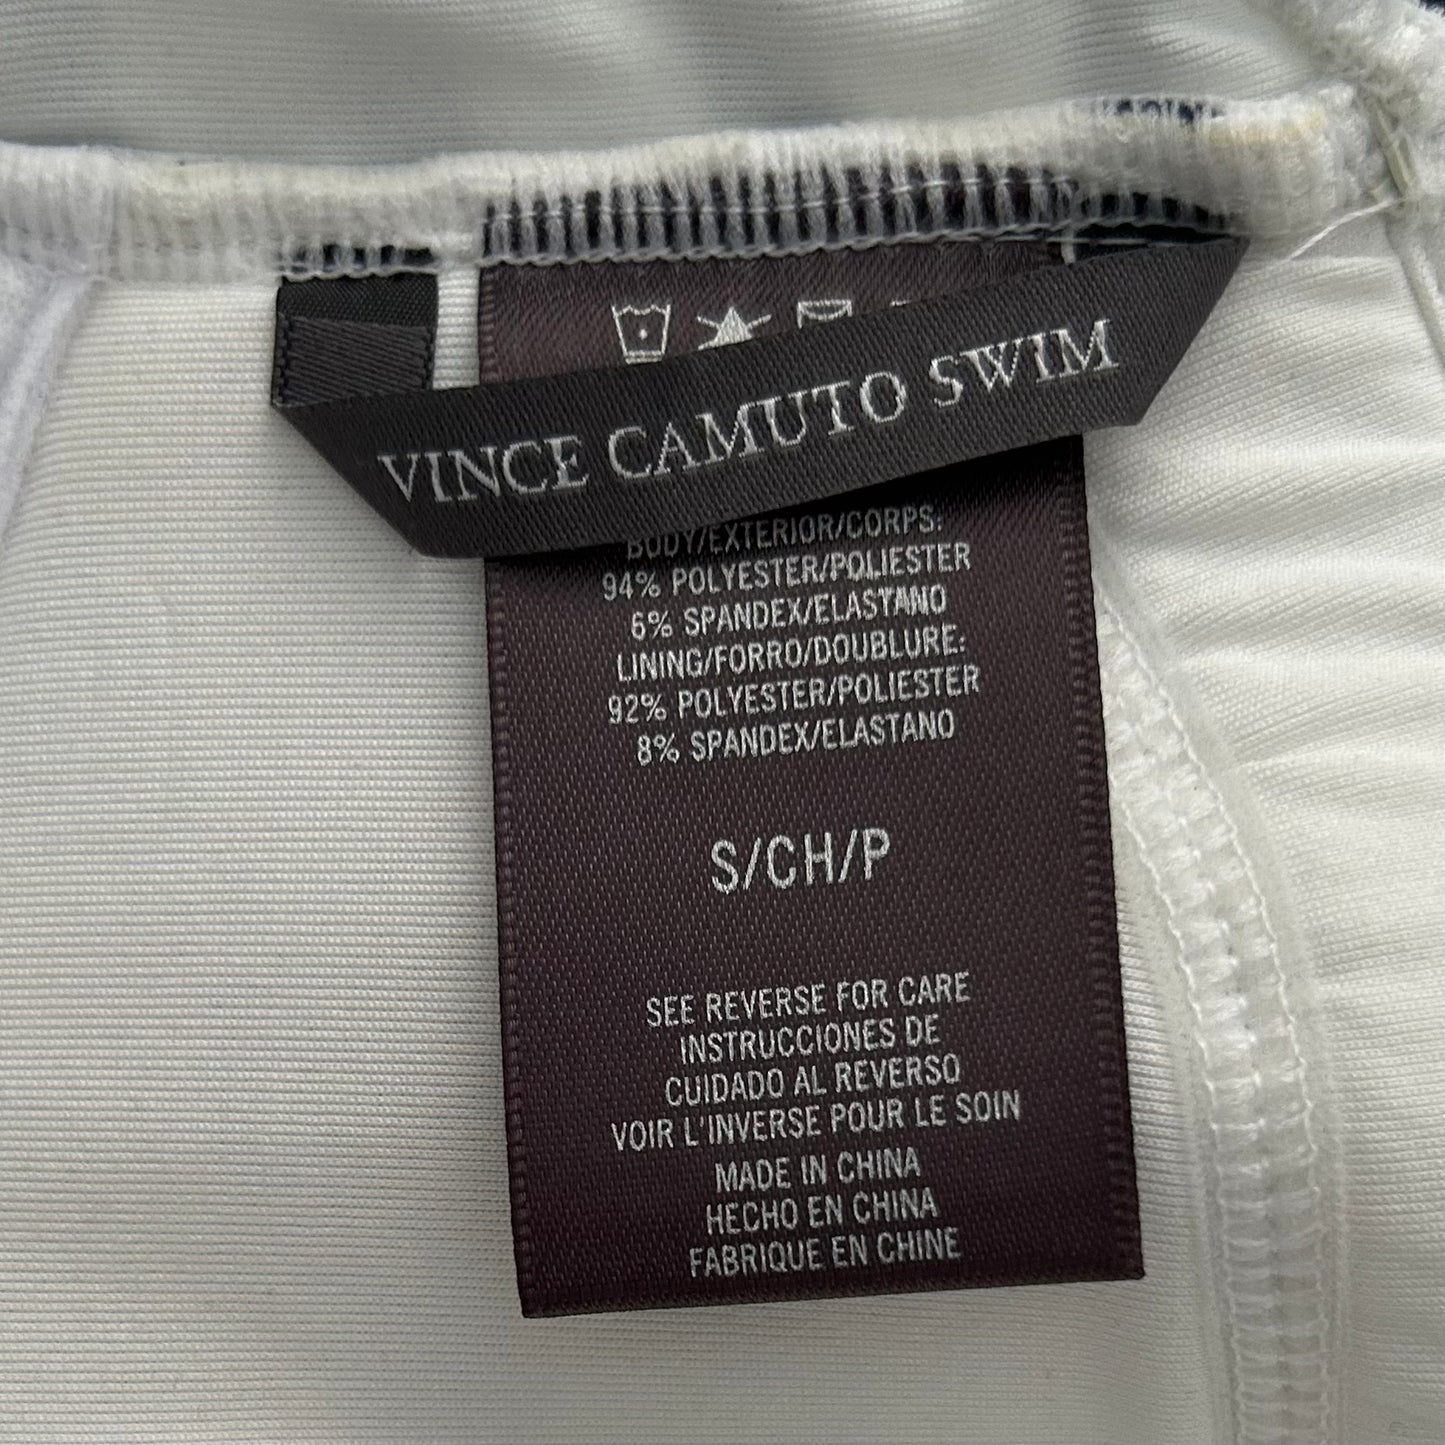 VINCE CAMUTO SWIM
BODY/EXTERIOR/CORPS:
94% POLYESTER/POLIESTER
6% SPANDEX/ELASTANO
LINING/FORRO/DOUBLURE:
92% POLYESTER/POLIESTER
8% SPANDEX/ELASTANO
S/CH/P
SEE REVERSE FOR CARE
INSTRUCCIONES DE
CUIDADO AL REVERSO
VOIR L'INVERSE POUR LE SOIN
MADE IN CHINA
HECHO EN CHINA
FABRIQUE EN CHINE